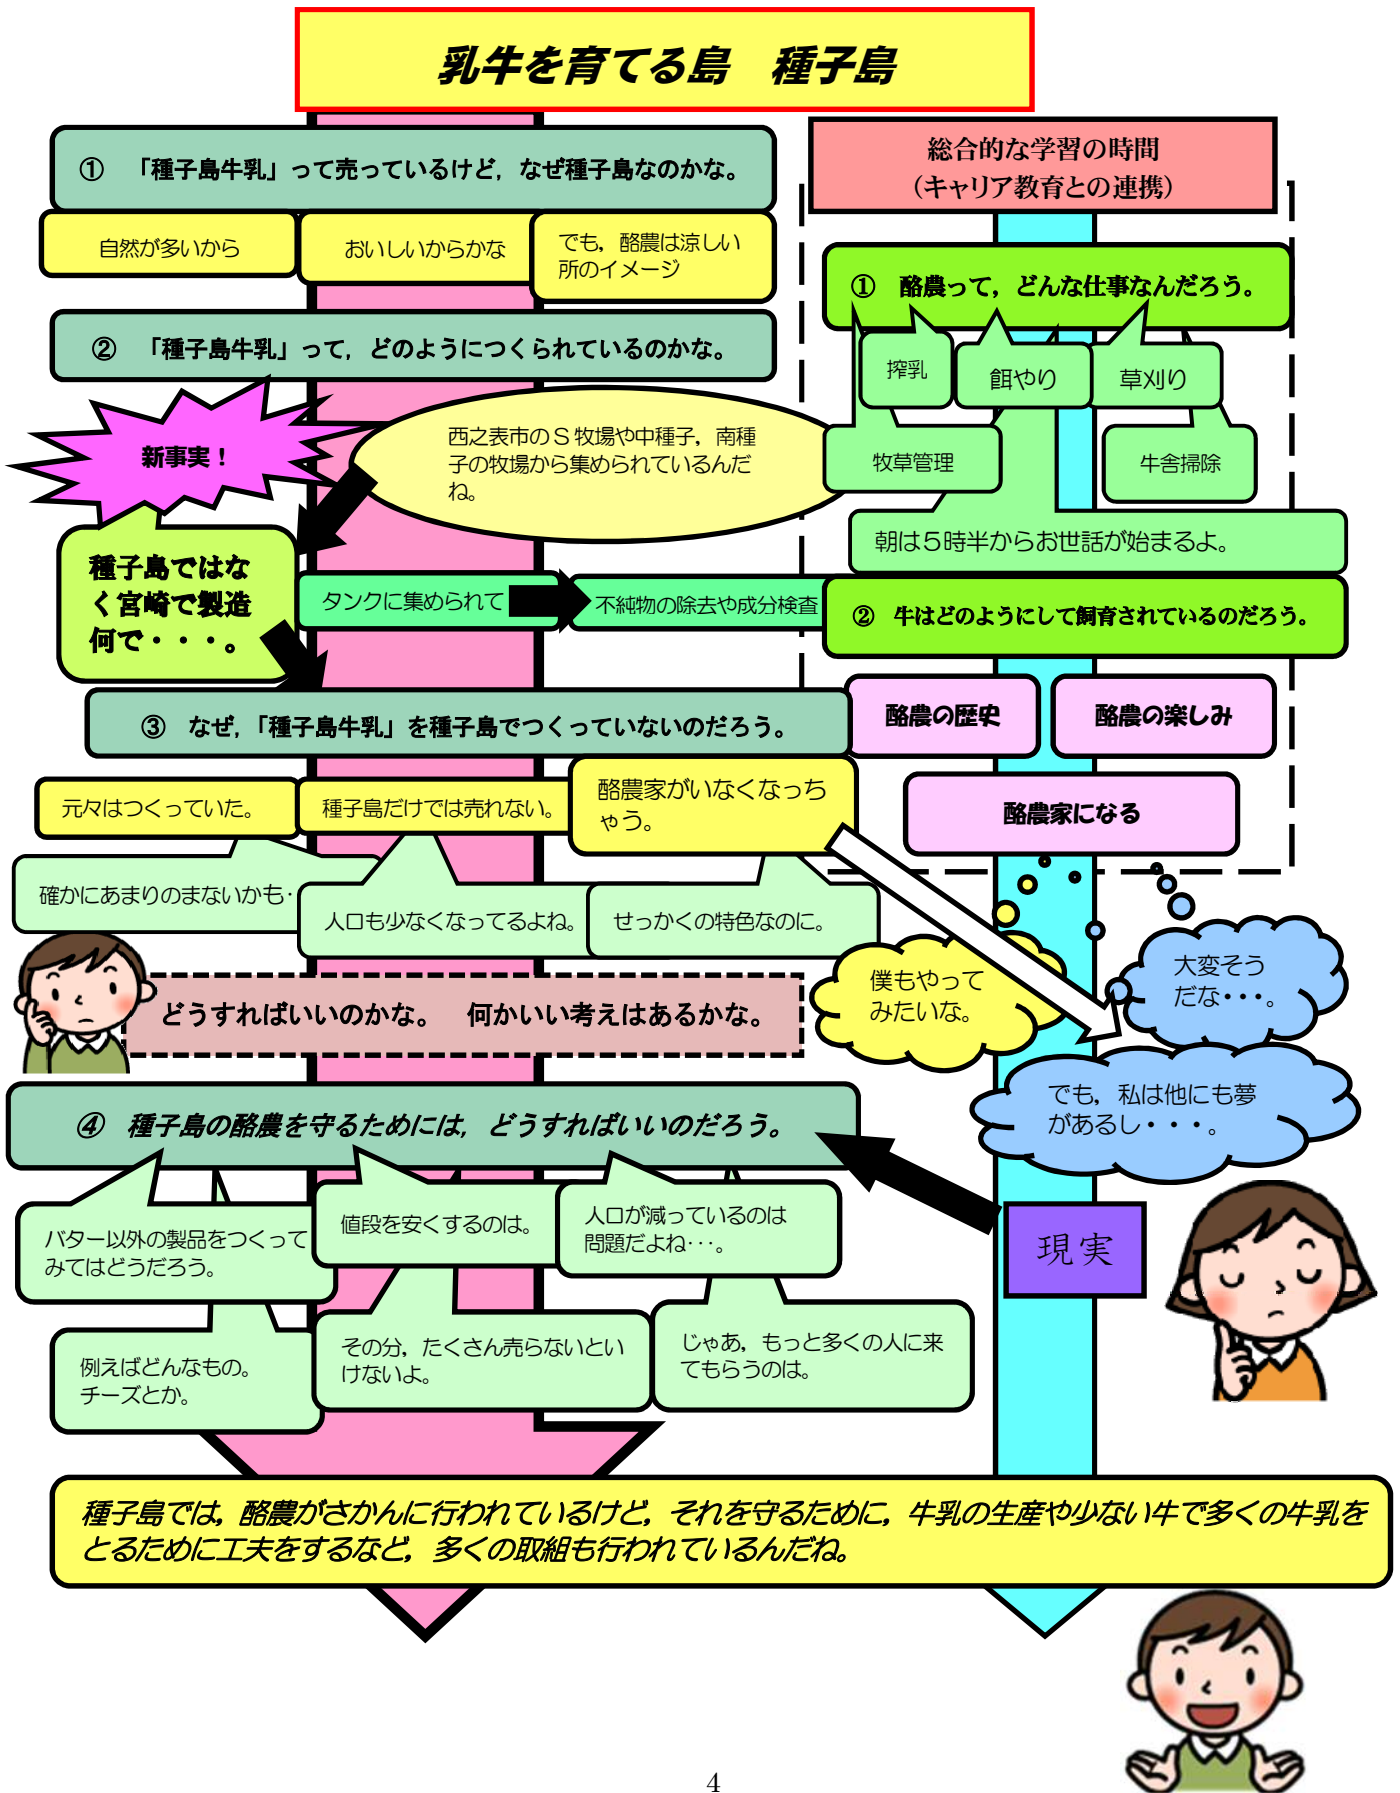 乳牛を育てる島　種子島
①　「種子島牛乳」って売っているけど，なぜ種子島なのかな。
自然が多いから
おいしいからかな
でも，酪農は涼しい
所のイメージ
②　「種子島牛乳」って，どのようにつくられているのかな。
新事実！
西之表市のＳ牧場や中種子，南種
子の牧場から集められているんだ
ね。
種子島ではな
く宮崎で製造
何で・・・。
タンクに集められて
不純物の除去や成分検査
③　なぜ，「種子島牛乳」を種子島でつくっていないのだろう。
元々はつくっていた。
種子島だけでは売れない。
酪農家がいなくなっち
ゃう。
確かにあまりのまないかも・
人口も少なくなってるよね。
せっかくの特色なのに。
どうすればいいのかな。　何かいい考えはあるかな。
総合的な学習の時間
（キャリア教育との連携）
①　酪農って，どんな仕事なんだろう。
搾乳
餌やり
草刈り
牧草管理
牛舎掃除
朝は５時半からお世話が始まるよ。
②　牛はどのようにして飼育されているのだろう。
酪農の歴史
酪農の楽しみ
酪農家になる
僕もやって
みたいな。
大変そう
だな・・・。
でも，私は他にも夢
があるし・・・。
現実
④　種子島の酪農を守るためには，どうすればいいのだろう。
バター以外の製品をつくって
みてはどうだろう。
値段を安くするのは。
人口が減っているのは
問題だよね・・・。
例えばどんなもの。
チーズとか。
その分，たくさん売らないとい
けないよ。
じゃあ，もっと多くの人に来
てもらうのは。
種子島では，酪農がさかんに行われているけど，それを守るために，牛乳の生産や少ない牛で多くの牛乳を
とるために工夫をするなど，多くの取組も行われているんだね。
4